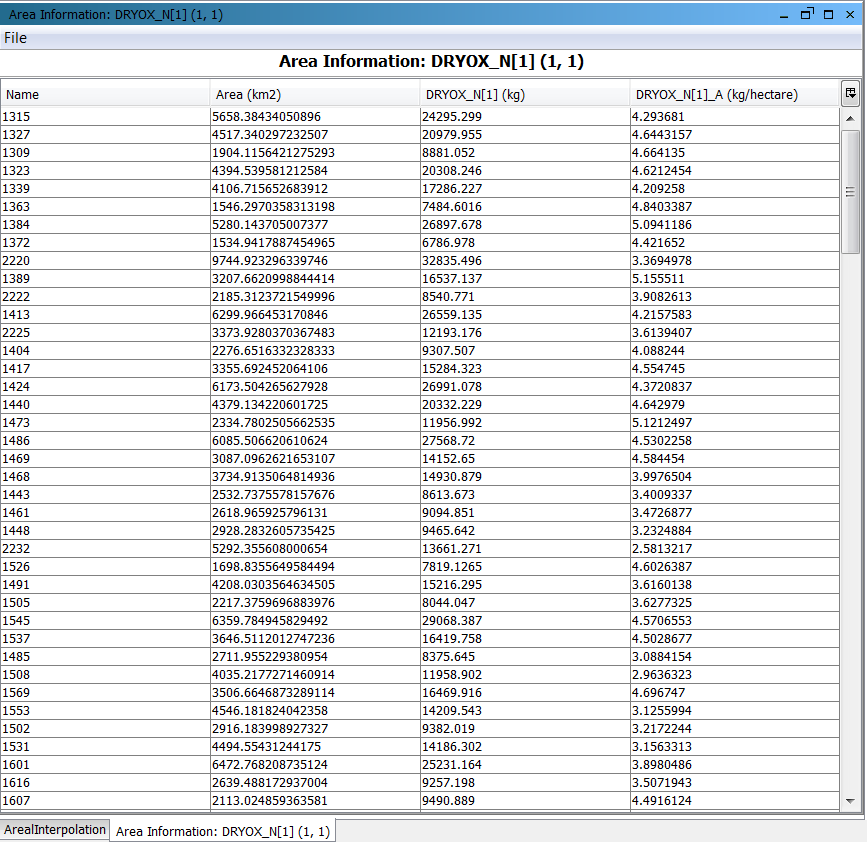 Area Information: DRYOX_N[1] (1, 1)
File
Area Information: DRYOX_N[1] (1, 1)
Name Area (km2) DRYOX_N[1] (kg) DRYOX_N[1]_A (kg/hectare)
1315 5658.38434050896 24295.299 4.293681
1327 4517.340297232507 20979.955 4.6443157
1309 1904.1156421275293 8881.052 4.664135
1323 4394.539581212584 20308.246 4.6212454
1339 4106.715652683912 17286.227 4.209258
1363 1546.2970358313198 7484.6016 4.8403387
1384 5280.143705007377 26897.678 5.0941186
1372 1534.9417887454965 6786.978 4.421652
2220 9744.923296339746 32835.496 3.3694978
1389 3207.6620998844414 16537.137 5.155511
2222 2185.3123721549996 8540.771 3.9082613
1413 6299.966453170846 26559.135 4.2157583
2225 3373.9280370367483 12193.176 3.6139407
1404 2276.6516332328333 9307.507 4.088244
1417 3355.692452064106 15284.323 4.554745
1424 6173.504265627928 26991.078 4.3720837
1440 4379.134220601725 20332.229 4.642979
1473 2334.7802505662535 11956.992 5.1212497
1486 6085.506620610624 27568.72 4.5302258
1469 3087.0962621653107 14152.65 4.584454
1468 3734.9135064814936 14930.879 3.9976504
1443 2532.7375578157676 8613.673 3.4009337
1461 2618.965925796131 9094.851 3.4726877
1448 2928.2832605735425 9465.642 3.2324884
2232 5292.355608000654 13661.271 2.5813217
1526 1698.8355649584494 7819.1265 4.6026387
1491 4208.0303564634505 15216.295 3.6160138
1505 2217.3759696883976 8044.047 3.6277325
1545 6359.784945829492 29068.387 4.5706553
1537 3646.5112012747236 16419.758 4.5028677
1485 2711.955229380954 8375.645 3.0884154
1508 4035.2177271460914 11958.902 2.9636323
1569 3506.6646873289114 16469.916 4.696747
1553 4546.181824042358 14209.543 3.1255994
1502 2916.183998927327 9382.019 3.2172244
1531 4494.55431244175 14186.302 3.1563313
1601 6472.768208735124 25231.164 3.8980486
1616 2639.488172937004 9257.198 3.5071943
1607 2113.024859363581 9490.889 4.4916124
ArealInterpolation Area Information: DRYOX_N[1] (1, 1)